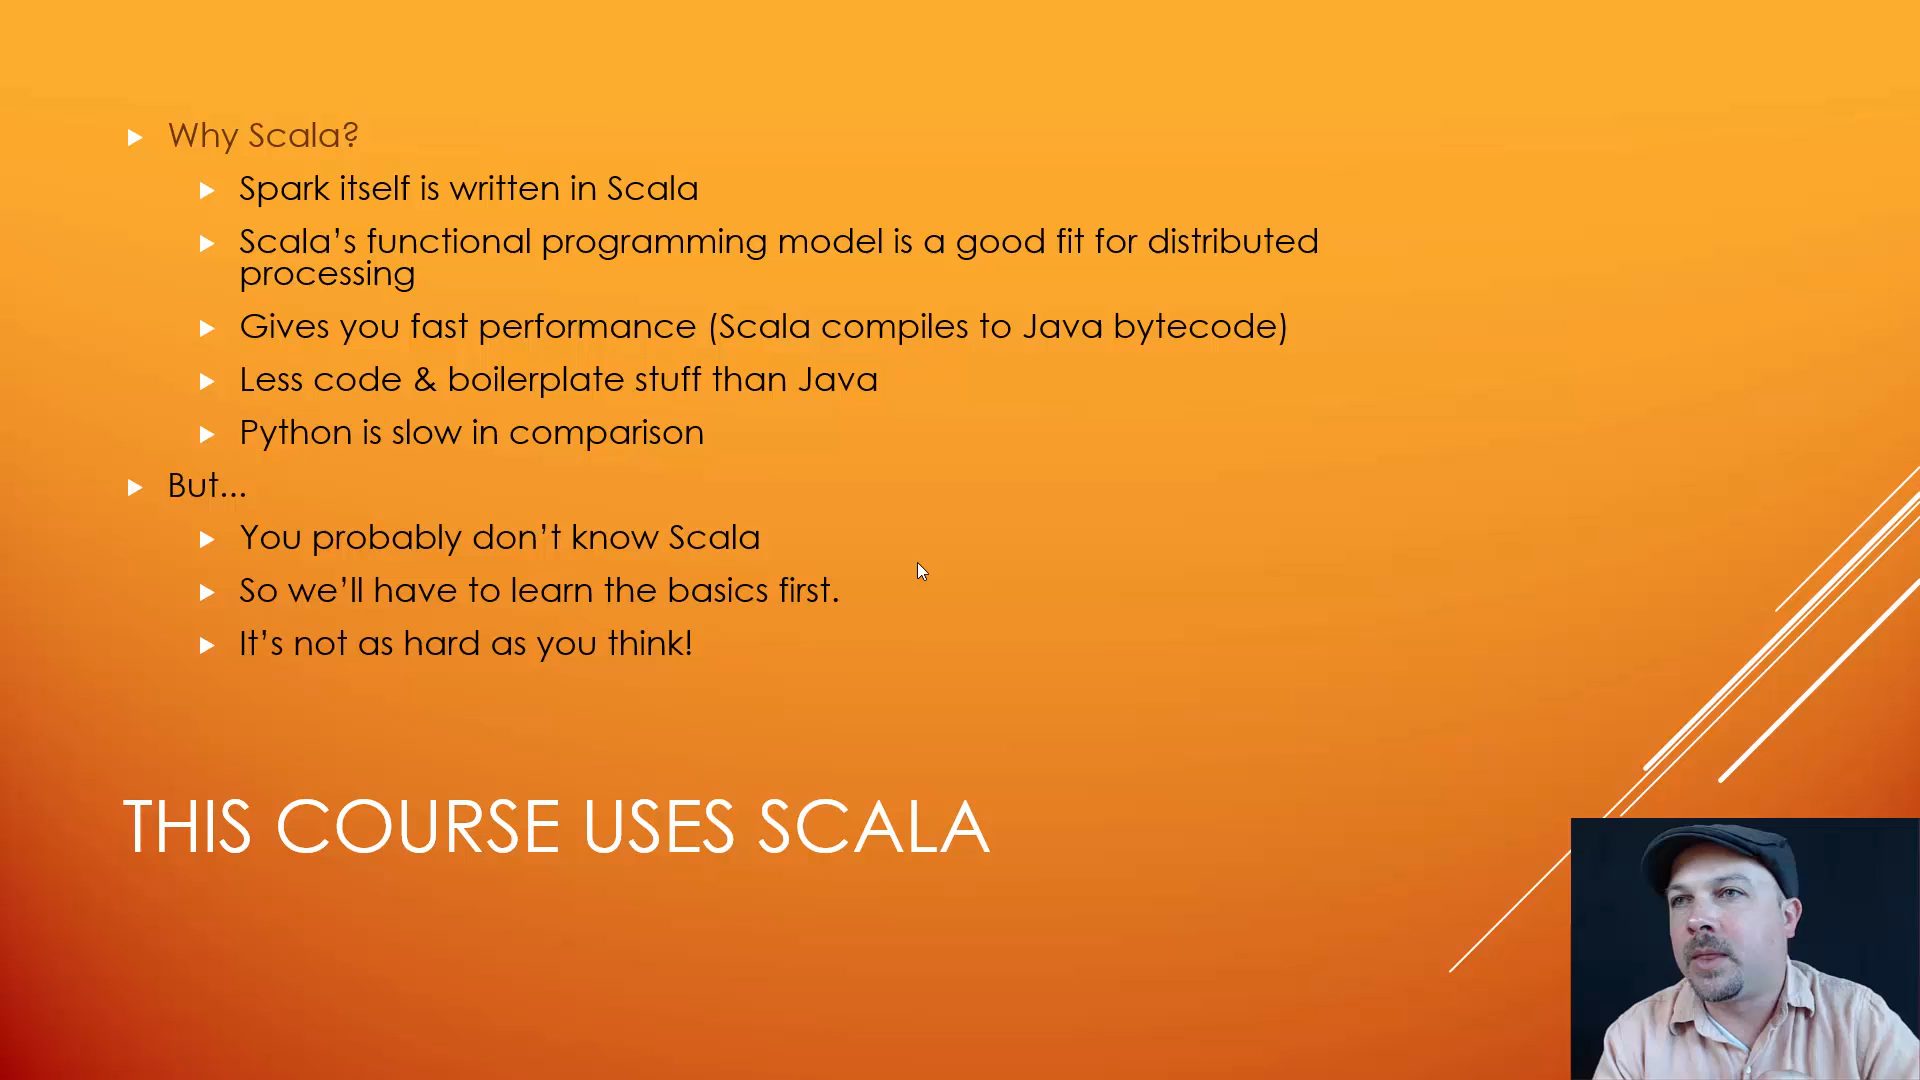 Why Scala?
Spark itself is written in Scala
Scala’s functional programming model is a good fit for distributed
processing
Gives you fast performance (Scala compiles to Java bytecode)
Less code & boilerplate stuff than Java
Python is slow in comparison
But...
You probably don’t know Scala
So we’ll have to learn the basics first.
It’s not as hard as you think!
THIS COURSE USES SCALA